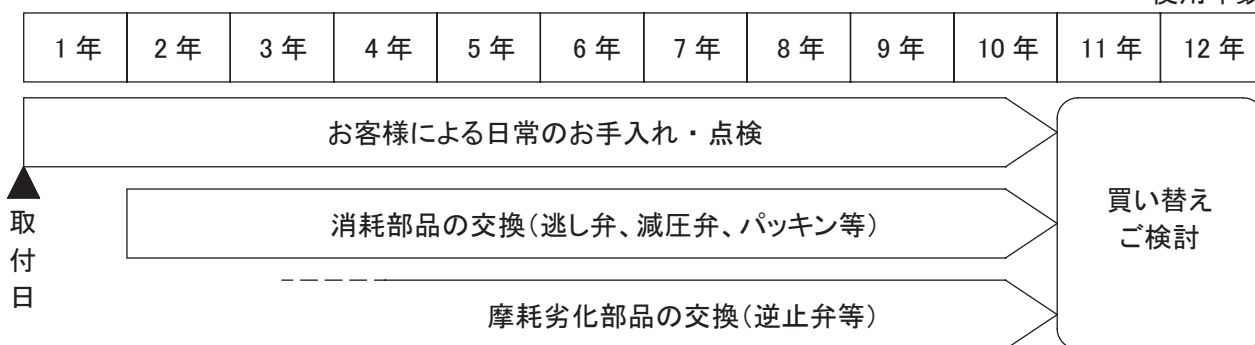 1年 2年 3年 4年 5年 6年 7年 8年 9年 10年 11年 12年
お客様による日常のお手入れ・点検
取付日
消耗部品の交換(逃し弁、減圧弁、パッキン等)
買い替え
ご検討
摩耗劣化部品の交換(逆止弁等)